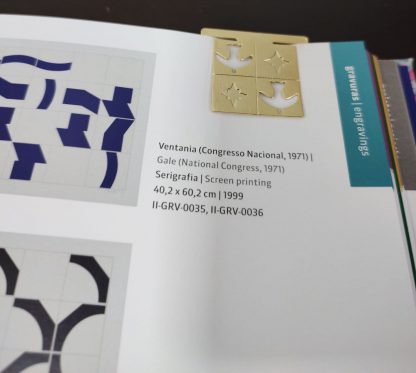 gravuras | engravings
Ventania (Congresso Nacional, 1971) |
Gale (National Congress, 1971)
Serigrafia | Screen printing
40,2 x 60,2 cm | 1999
II-GRV-0035, II-GRV-0036